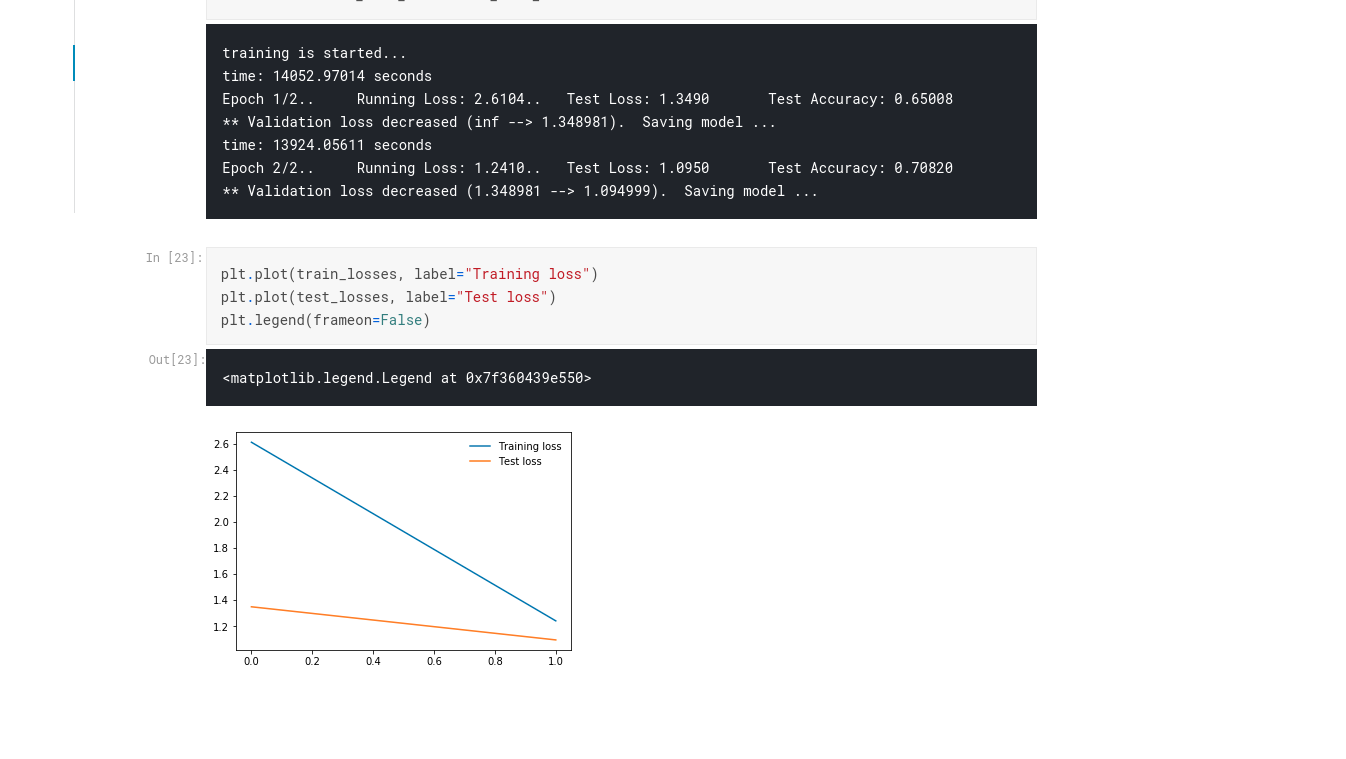 training is started...
time: 14052.97014 seconds
Epoch 1/2..     Running Loss: 2.6104..   Test Loss: 1.3490       Test Accuracy: 0.65008
** Validation loss decreased (inf --> 1.348981).  Saving model ...
time: 13924.05611 seconds
Epoch 2/2..     Running Loss: 1.2410..   Test Loss: 1.0950       Test Accuracy: 0.70820
** Validation loss decreased (1.348981 --> 1.094999).  Saving model ...
In [23]:
plt.plot(train_losses, label="Training loss")
plt.plot(test_losses, label="Test loss")
plt.legend(frameon=False)
Out[23]:
<matplotlib.legend.Legend at 0x7f360439e550>
Training loss
Test loss
2.6
2.4
2.2
2.0
1.8
1.6
1.4
1.2
0.0 0.2 0.4 0.6 0.8 1.0